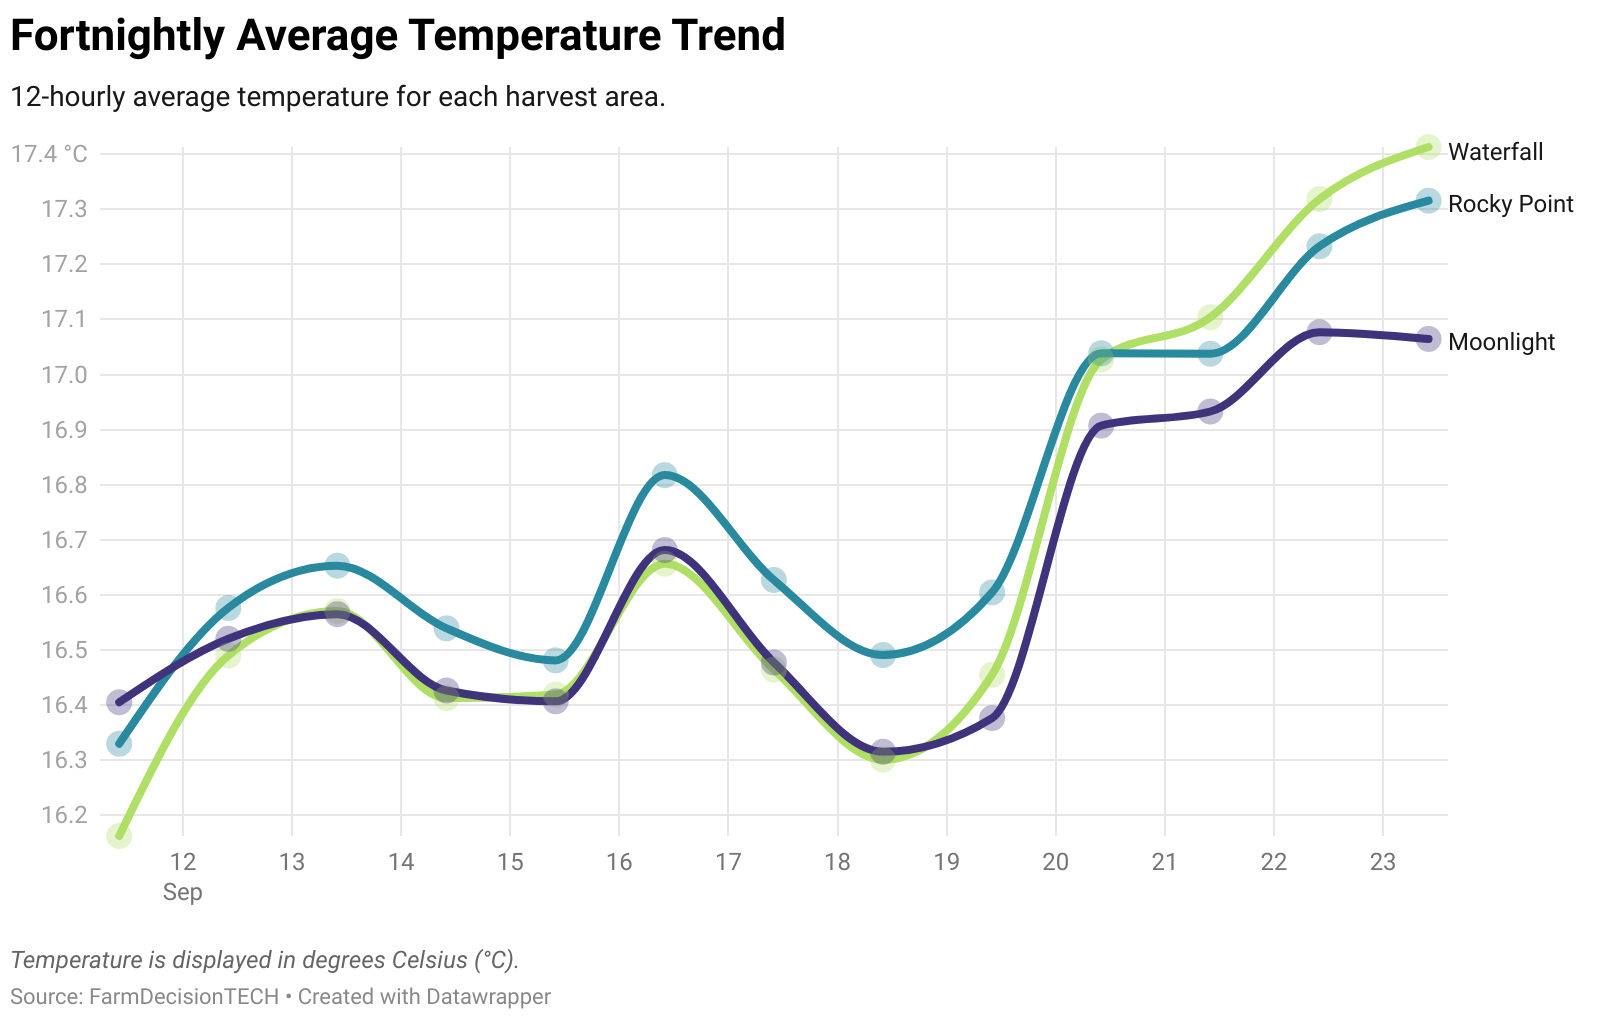 Fortnightly Average Temperature Trend
12-hourly average temperature for each harvest area.
17.4 °C
17.3
17.2
17.1
17.0
16.9
16.8
16.7
16.6
16.5
16.4
16.3
16.2
Waterfall
Rocky Point
Moonlight
12 13 14 15 16 17 18 19 20 21 22 23
Sep
Temperature is displayed in degrees Celsius (°C).
Source: FarmDecisionTECH • Created with Datawrapper